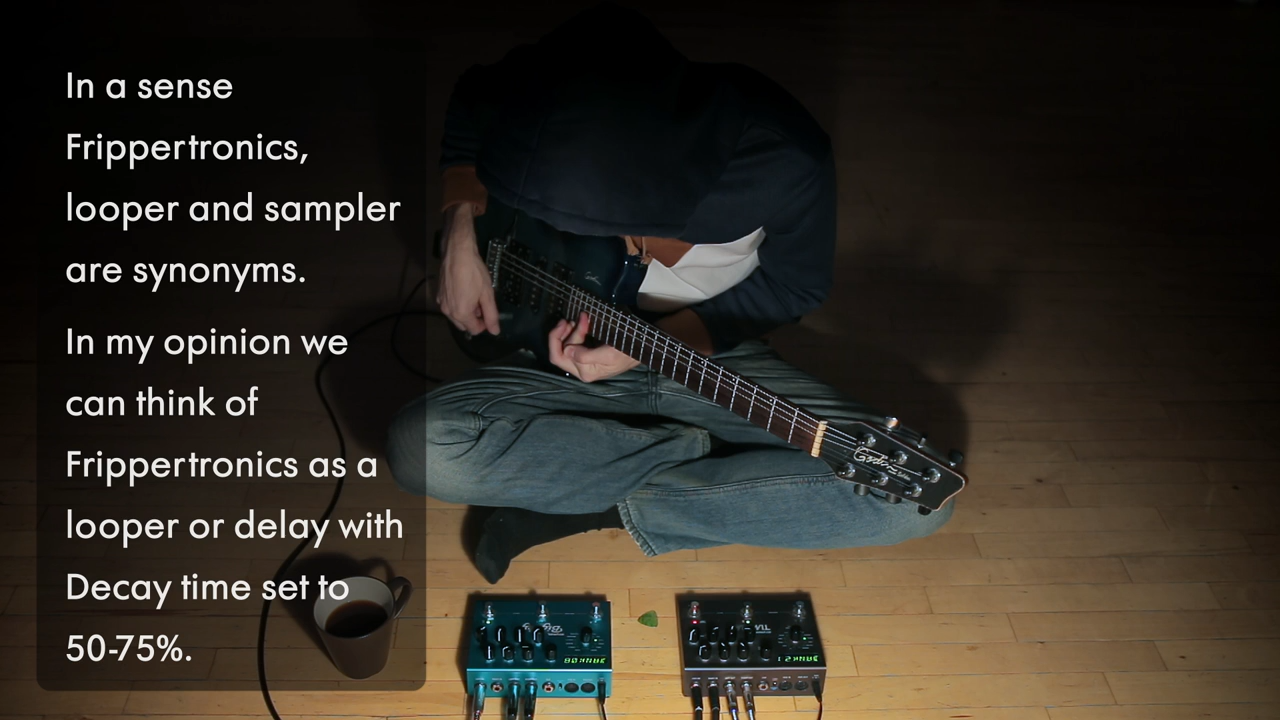 In a sense
Frippertronics,
looper and sampler
are synonyms.
In my opinion we
can think of
Frippertronics as a
looper or delay with
Decay time set to
50-75%.
Godin